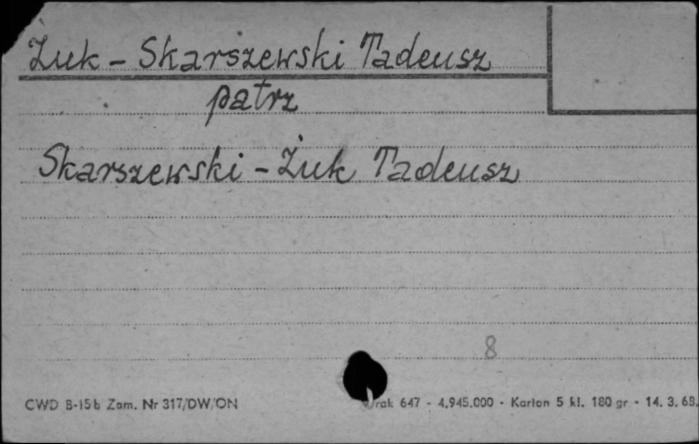 Żuk - Skarszewski Tadeusz
patrz
Skarszewski - Żuk Tadeusz
8
CWD B-15b Zam. Nr 317/DW/ON 647 - 4.945.000 - Karton 5 kl. 180 gr - 14. 3. 68.